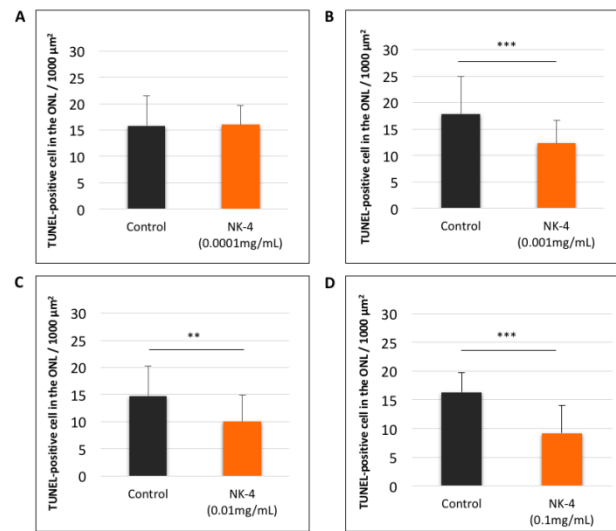 A
TUNEL-positive cell in the ONL / 1000 µm²
30
25
20
15
10
5
0
Control
NK-4
(0.0001mg/mL)
B
TUNEL-positive cell in the ONL / 1000 µm²
30
25
20
15
10
5
0
***
Control
NK-4
(0.001mg/mL)
C
TUNEL-positive cell in the ONL / 1000 µm²
30
25
20
15
10
5
0
**
Control
NK-4
(0.01mg/mL)
D
TUNEL-positive cell in the ONL / 1000 µm²
30
25
20
15
10
5
0
***
Control
NK-4
(0.1mg/mL)